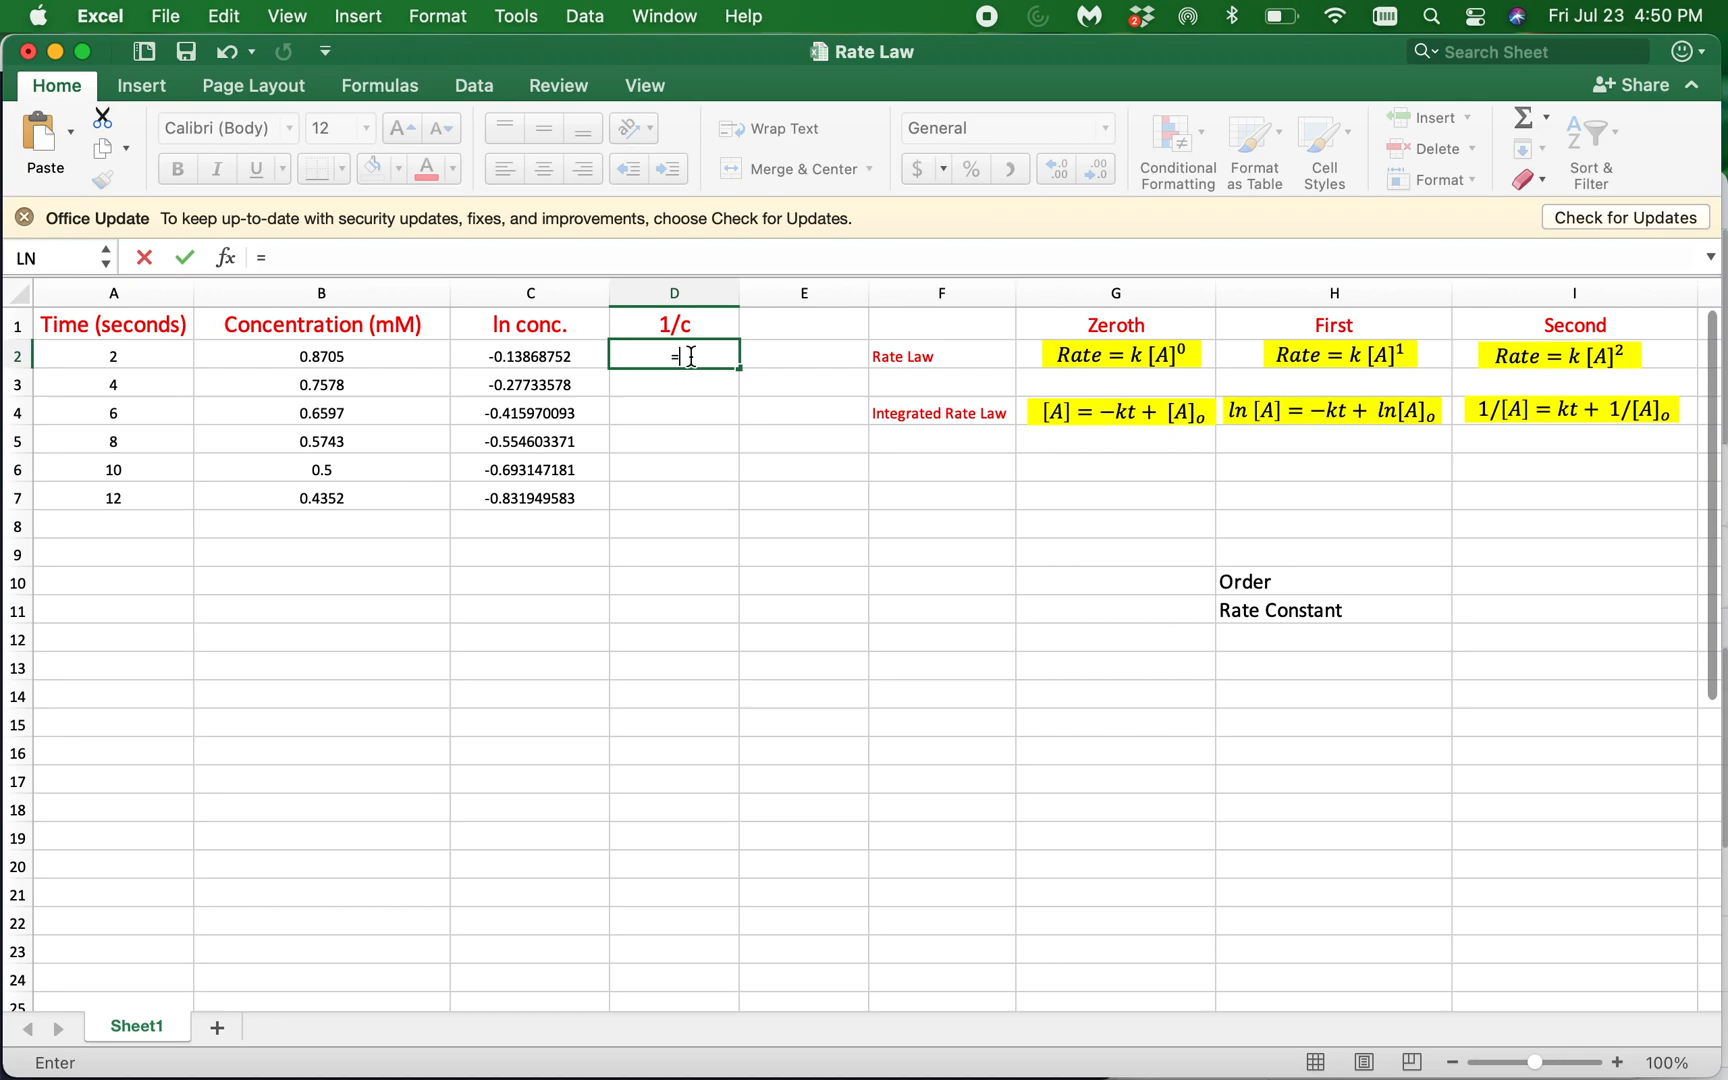 Excel File Edit View Insert Format Tools Data Window Help 2 Fri Jul 23 4:50 PM
Rate Law Search Sheet
Home Insert Page Layout Formulas Data Review View Share
Paste Calibri (Body) 12 A A Wrap Text General Conditional Formatting Format as Table Cell Styles Insert Delete Format Sort & Filter
B I U A Merge & Center $ % .00 .0
Office Update To keep up-to-date with security updates, fixes, and improvements, choose Check for Updates. Check for Updates
LN fx =
A B C D E F G H I
1 Time (seconds) Concentration (mM) ln conc. 1/c Zeroth First Second
2 2 0.8705 -0.13868752 = Rate Law Rate = k [A]⁰ Rate = k [A]¹ Rate = k [A]²
3 4 0.7578 -0.27733578
4 6 0.6597 -0.415970093 Integrated Rate Law [A] = −kt + [A]ₒ ln [A] = −kt + ln[A]ₒ 1/[A] = kt + 1/[A]ₒ
5 8 0.5743 -0.554603371
6 10 0.5 -0.693147181
7 12 0.4352 -0.831949583
8
9
10 Order
11 Rate Constant
12
13
14
15
16
17
18
19
20
21
22
23
24
25
Sheet1 +
Enter 100%